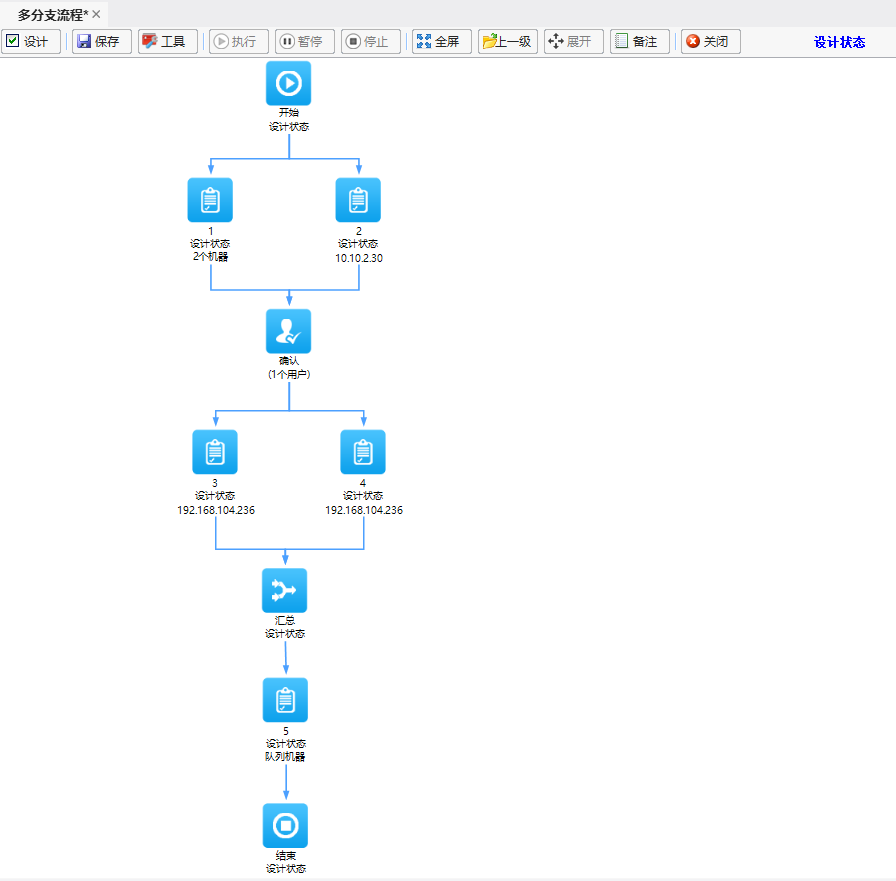 多分支流程*
设计 保存 工具 执行 暂停 停止 全屏 上一级 展开 备注 关闭 设计状态
开始
设计状态
1
设计状态
2个机器
2
设计状态
10.10.2.30
确认
(1个用户)
3
设计状态
192.168.104.236
4
设计状态
192.168.104.236
汇总
设计状态
5
设计状态
队列机器
结束
设计状态